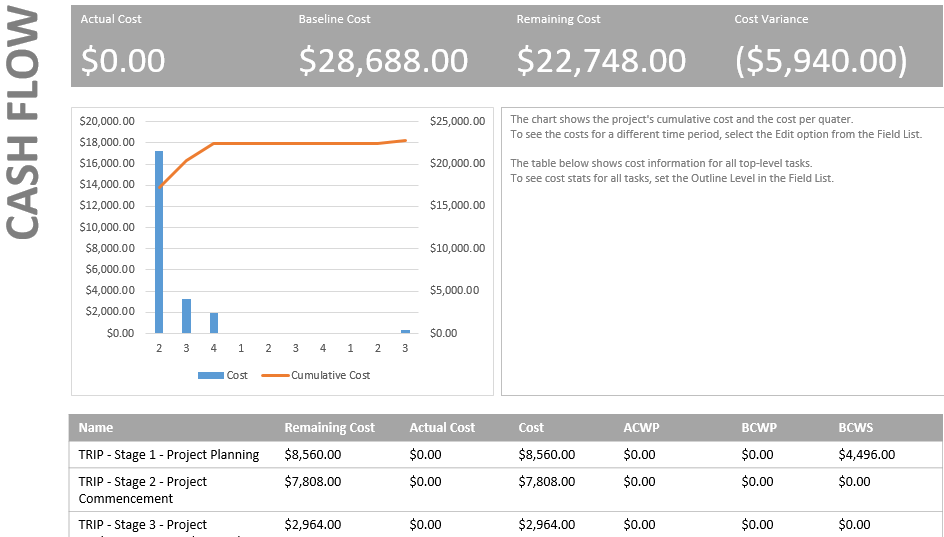 CASH FLOW
Actual Cost
Baseline Cost
Remaining Cost
Cost Variance
$0.00
$28,688.00
$22,748.00
($5,940.00)
$20,000.00
$18,000.00
$16,000.00
$14,000.00
$12,000.00
$10,000.00
$8,000.00
$6,000.00
$4,000.00
$2,000.00
$0.00
$25,000.00
$20,000.00
$15,000.00
$10,000.00
$5,000.00
$0.00
2 3 4 1 2 3 4 1 2 3
Cost Cumulative Cost
The chart shows the project's cumulative cost and the cost per quater.
To see the costs for a different time period, select the Edit option from the Field List.
The table below shows cost information for all top-level tasks.
To see cost stats for all tasks, set the Outline Level in the Field List.
Name Remaining Cost Actual Cost Cost ACWP BCWP BCWS
TRIP - Stage 1 - Project Planning $8,560.00 $0.00 $8,560.00 $0.00 $0.00 $4,496.00
TRIP - Stage 2 - Project $7,808.00 $0.00 $7,808.00 $0.00 $0.00 $0.00
Commencement
TRIP - Stage 3 - Project $2,964.00 $0.00 $2,964.00 $0.00 $0.00 $0.00